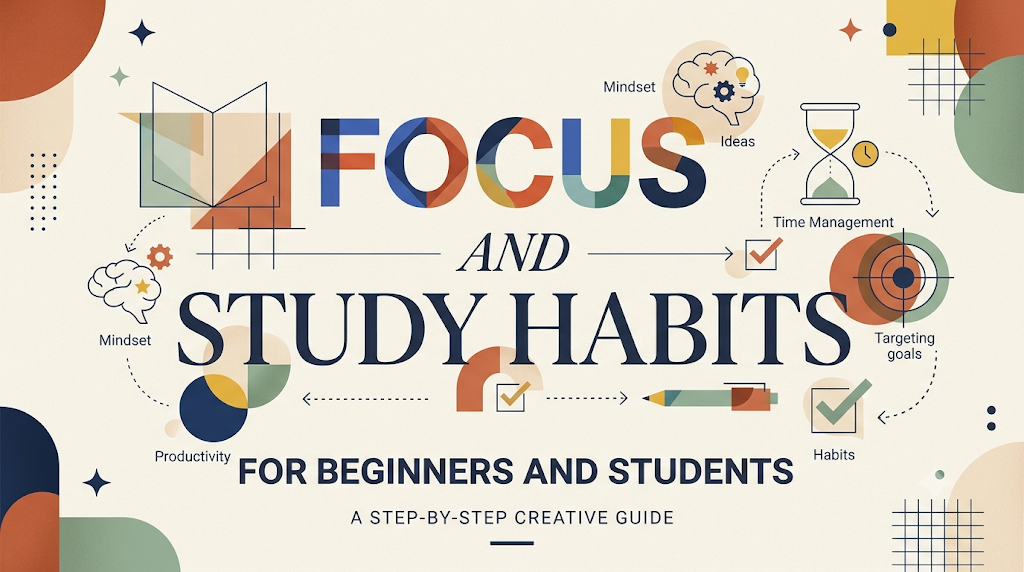 Mindset
Ideas
FOCUS
Time Management
AND
Mindset
STUDY HABITS
Targeting
goals
Productivity
Habits
FOR BEGINNERS AND STUDENTS
A STEP-BY-STEP CREATIVE GUIDE